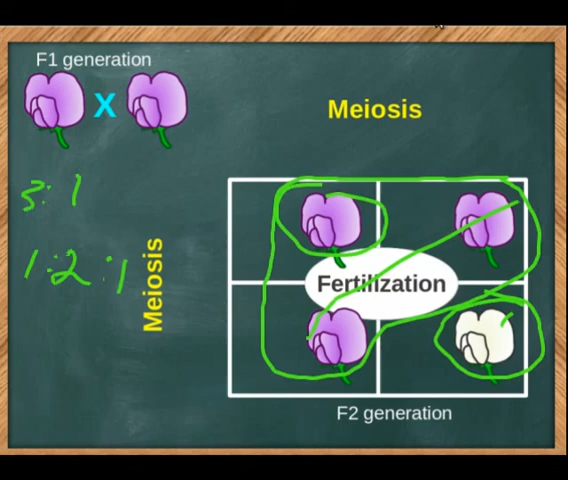 F1 generation
X
Meiosis
3:1
1:2:1
Meiosis
Fertilization
F2 generation